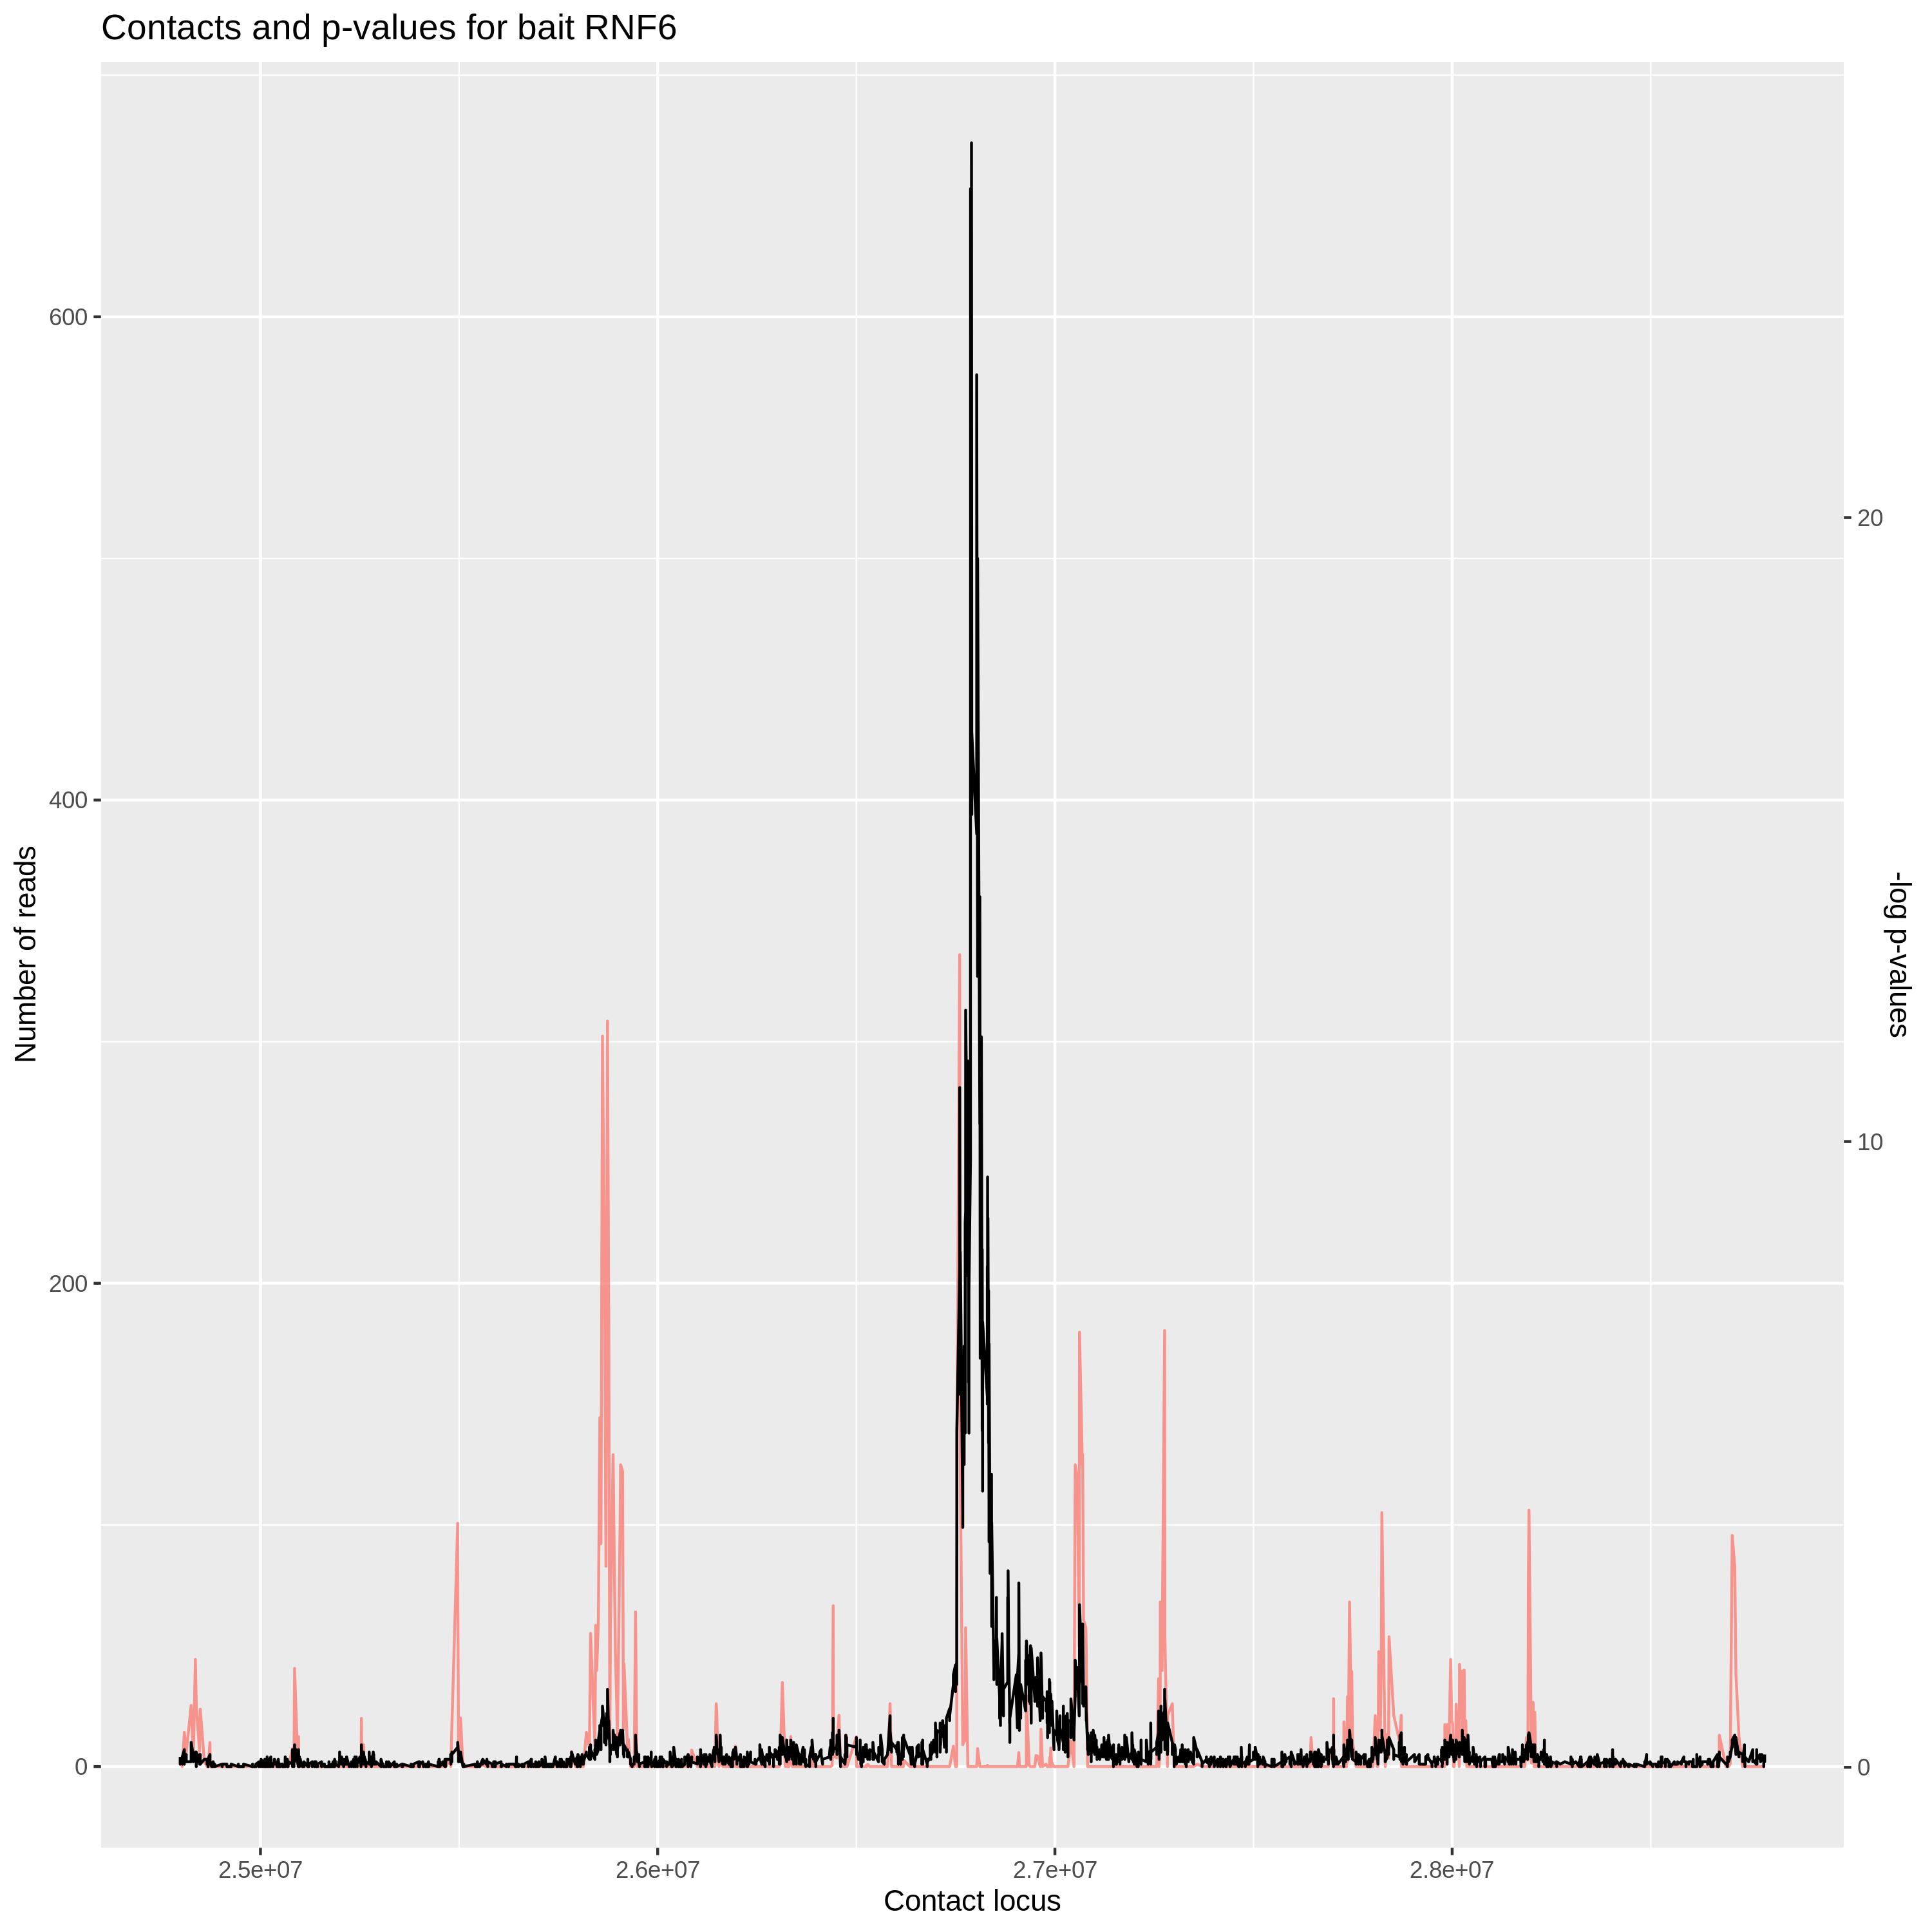 Contacts and p-values for bait RNF6
600
400
200
0
Number of reads
20
10
0
-log p-values
2.5e+07
2.6e+07
2.7e+07
2.8e+07
Contact locus